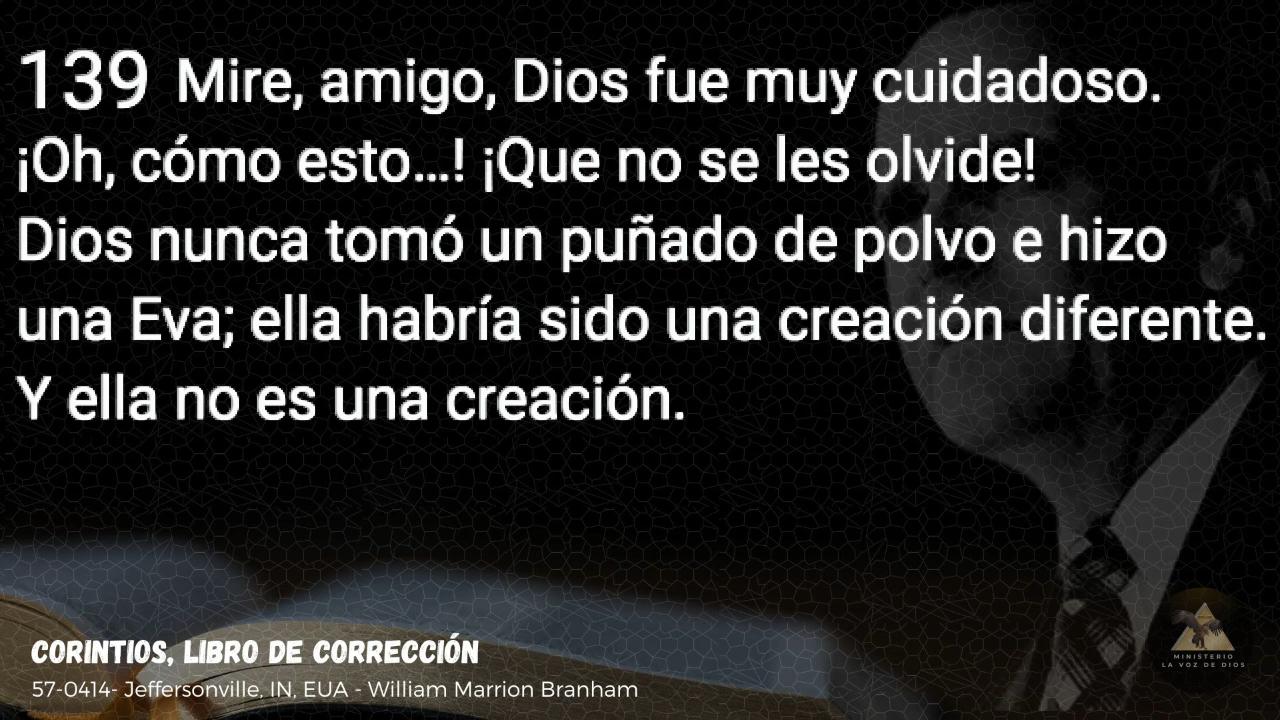 139 Mire, amigo, Dios fue muy cuidadoso.
¡Oh, cómo esto…! ¡Que no se les olvide!
Dios nunca tomó un puñado de polvo e hizo
una Eva; ella habría sido una creación diferente.
Y ella no es una creación.
CORINTIOS, LIBRO DE CORRECCIÓN
57-0414- Jeffersonville, IN, EUA - William Marrion Branham
MINISTERIO
LA VOZ DE DIOS